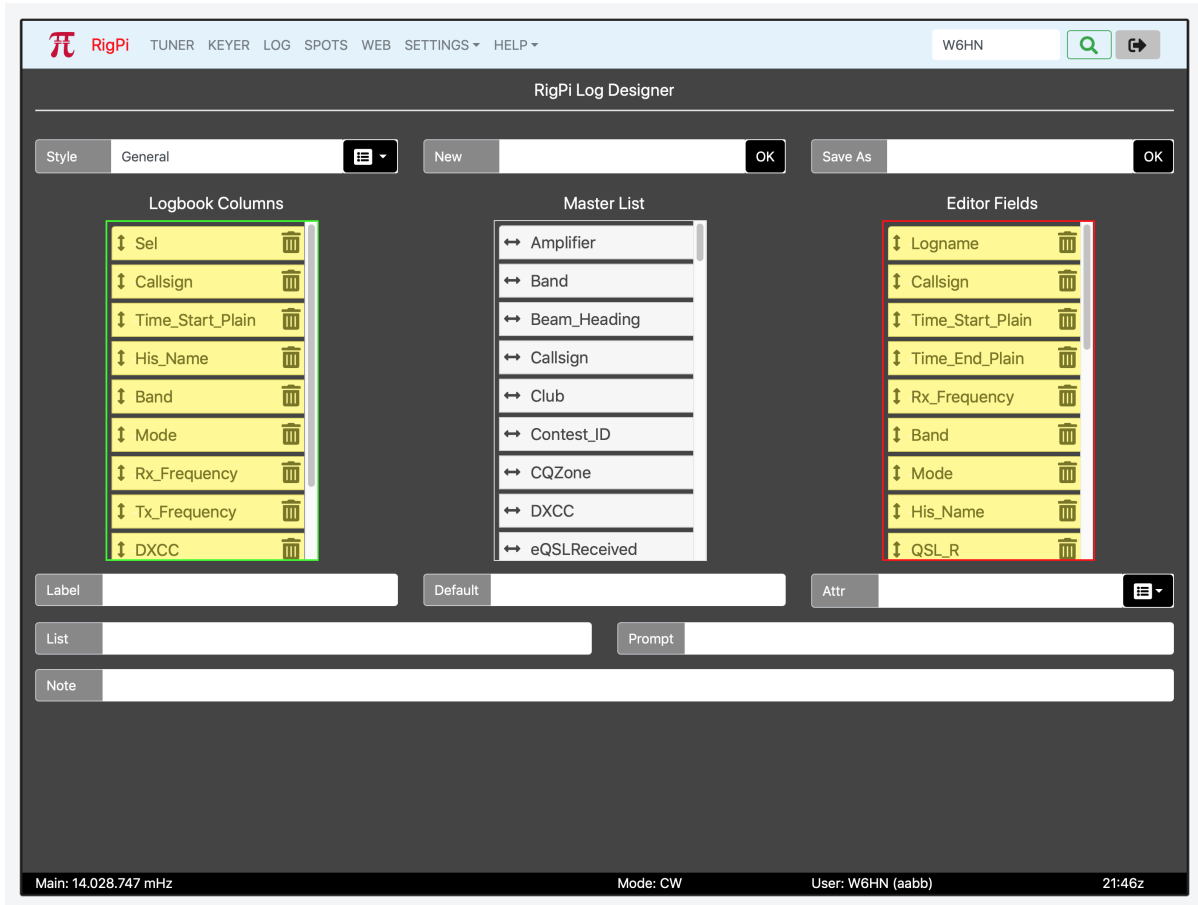 RigPi TUNER KEYER LOG SPOTS WEB SETTINGS HELP W6HN
RigPi Log Designer
Style General New OK Save As OK
Logbook Columns
Sel
Callsign
Time_Start_Plain
His_Name
Band
Mode
Rx_Frequency
Tx_Frequency
DXCC
Master List
Amplifier
Band
Beam_Heading
Callsign
Club
Contest_ID
CQZone
DXCC
eQSLReceived
Editor Fields
Logname
Callsign
Time_Start_Plain
Time_End_Plain
Rx_Frequency
Band
Mode
His_Name
QSL_R
Label Default Attr
List Prompt
Note
Main: 14.028.747 mHz Mode: CW User: W6HN (aabb) 21:46z